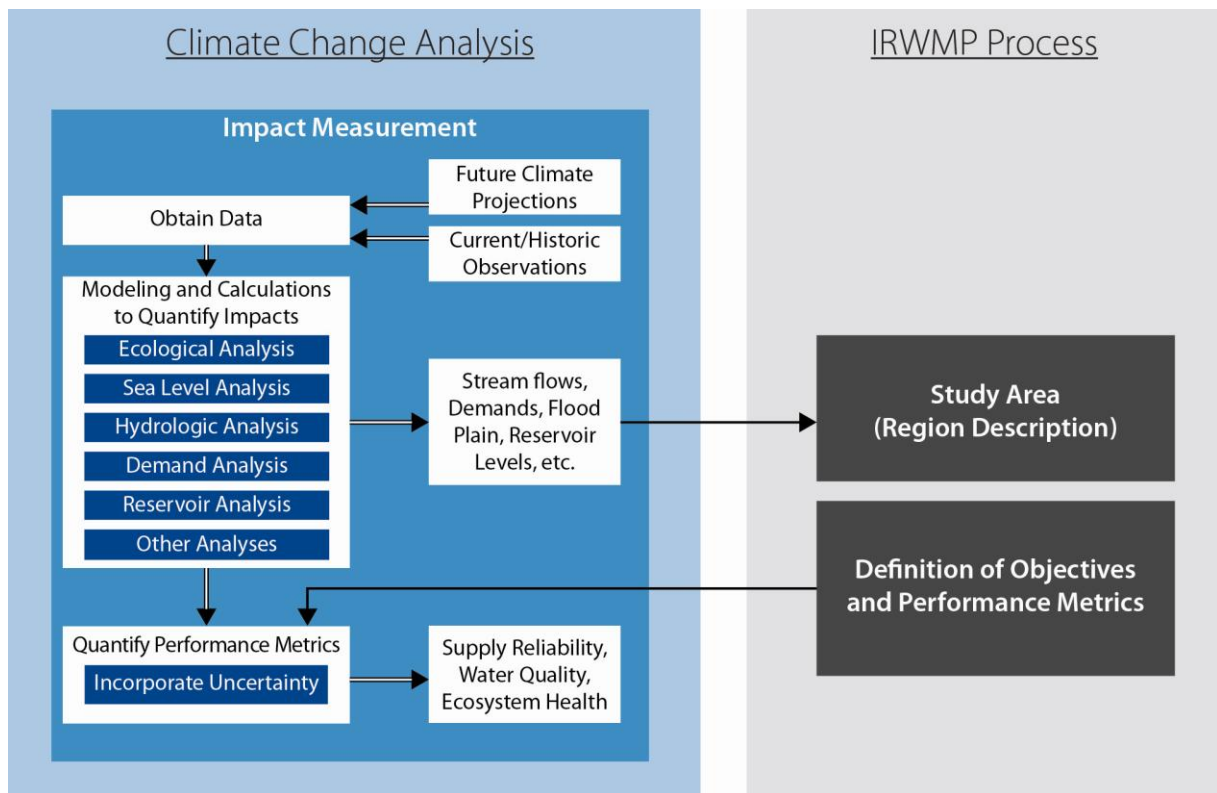 Climate Change Analysis
IRWMP Process
Impact Measurement
Future Climate
Projections
Obtain Data
Current/Historic
Observations
Modeling and Calculations
to Quantify Impacts
Ecological Analysis
Sea Level Analysis
Hydrologic Analysis
Demand Analysis
Reservoir Analysis
Other Analyses
Stream flows,
Demands, Flood
Plain, Reservoir
Levels, etc.
Study Area
(Region Description)
Definition of Objectives
and Performance Metrics
Quantify Performance Metrics
Incorporate Uncertainty
Supply Reliability,
Water Quality,
Ecosystem Health